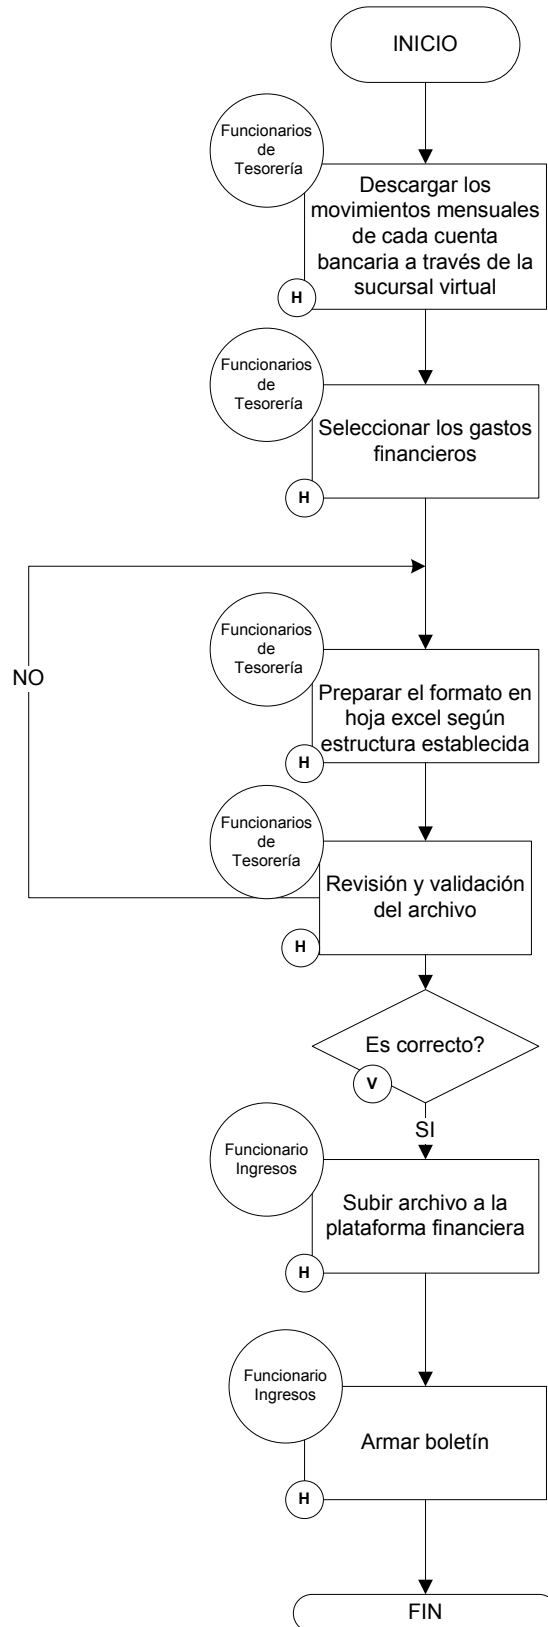 INICIO
Funcionarios
de
Tesorería
Descargar los
movimientos mensuales
de cada cuenta
bancaria a través de la
sucursal virtual
H
Funcionarios
de
Tesorería
Seleccionar los gastos
financieros
H
Funcionarios
de
Tesorería
NO
Preparar el formato en
hoja excel según
estructura establecida
H
Funcionarios
de
Tesorería
Revisión y validación
del archivo
H
Es correcto?
V
SI
Funcionario
Ingresos
Subir archivo a la
plataforma financiera
H
Funcionario
Ingresos
Armar boletín
H
FIN